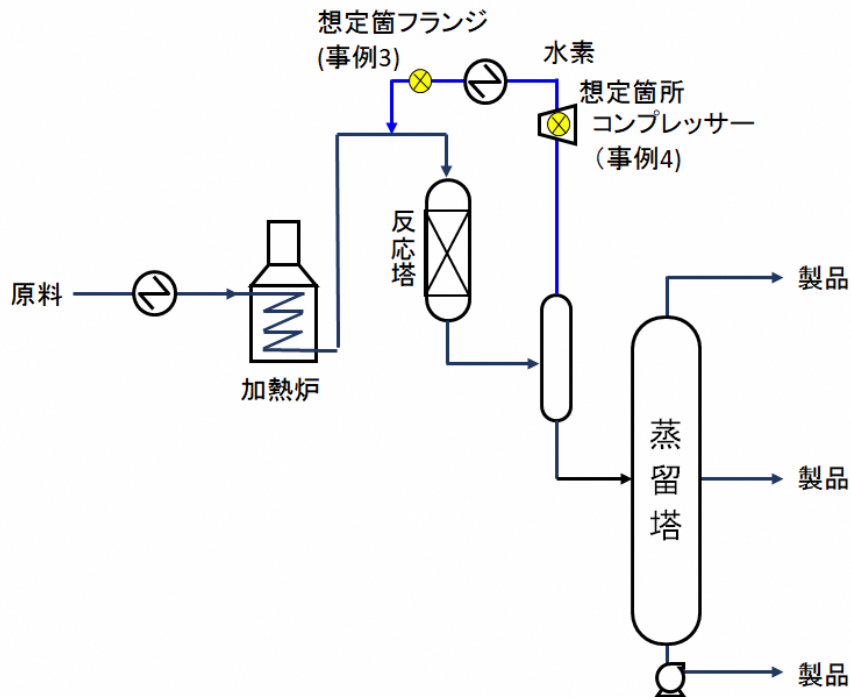 想定箇フランジ
(事例3)
水素
想定箇所
コンプレッサー
（事例4)
反応塔
原料
加熱炉
製品
蒸留塔
製品
製品